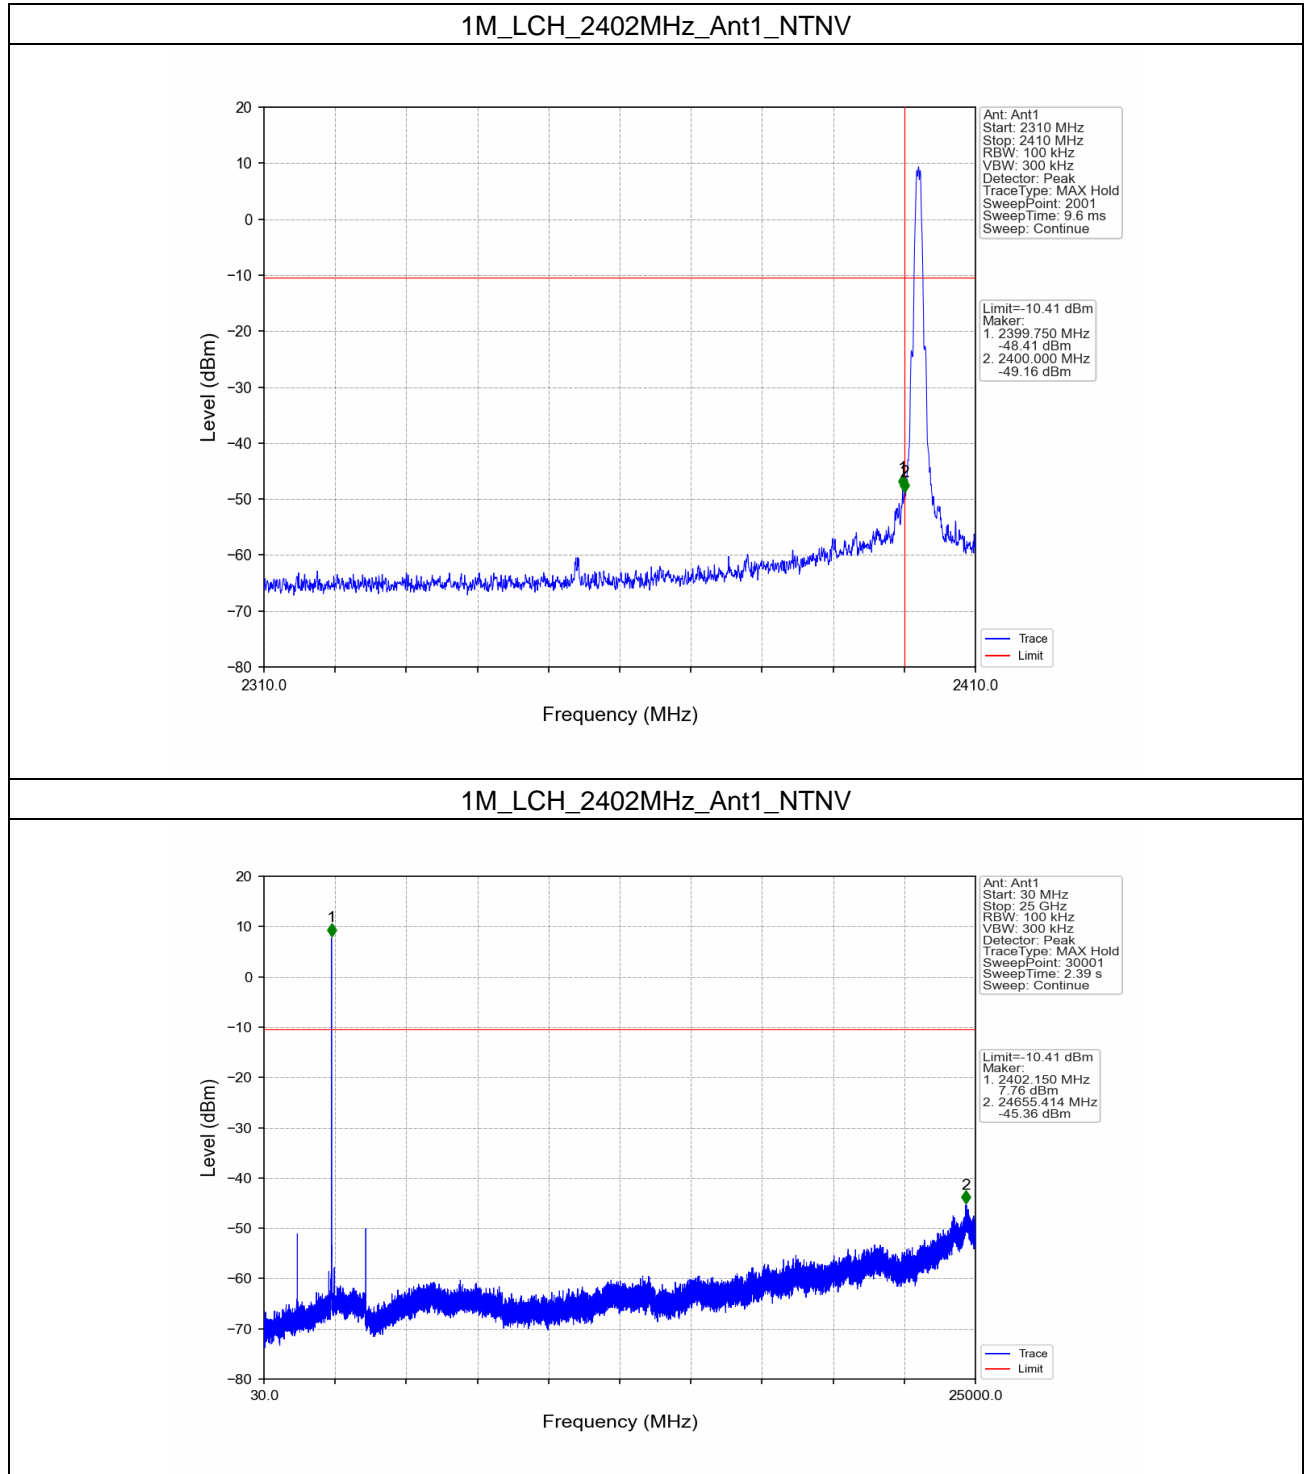 1M_LCH_2402MHz_Ant1_NTNV
20
10
0
−10
−20
−30
−40
−50
−60
−70
−80
Level (dBm)
2310.0
2410.0
Frequency (MHz)
1
2
Ant: Ant1
Start: 2310 MHz
Stop: 2410 MHz
RBW: 100 kHz
VBW: 300 kHz
Detector: Peak
TraceType: MAX Hold
SweepPoint: 2001
SweepTime: 9.6 ms
Sweep: Continue
Limit=-10.41 dBm
Maker:
1. 2399.750 MHz
-48.41 dBm
2. 2400.000 MHz
-49.16 dBm
Trace
Limit
1M_LCH_2402MHz_Ant1_NTNV
20
10
0
−10
−20
−30
−40
−50
−60
−70
−80
Level (dBm)
30.0
25000.0
Frequency (MHz)
1
2
Ant: Ant1
Start: 30 MHz
Stop: 25 GHz
RBW: 100 kHz
VBW: 300 kHz
Detector: Peak
TraceType: MAX Hold
SweepPoint: 30001
SweepTime: 2.39 s
Sweep: Continue
Limit=-10.41 dBm
Maker:
1. 2402.150 MHz
7.76 dBm
2. 24655.414 MHz
-45.36 dBm
Trace
Limit